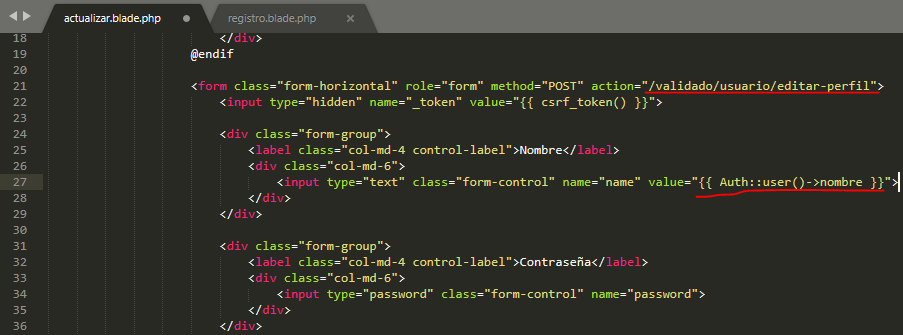 actualizar.blade.php registro.blade.php
18 </div>
19 @endif
20
21 <form class="form-horizontal" role="form" method="POST" action="/validado/usuario/editar-perfil">
22 <input type="hidden" name="_token" value="{{ csrf_token() }}">
23
24 <div class="form-group">
25 <label class="col-md-4 control-label">Nombre</label>
26 <div class="col-md-6">
27 <input type="text" class="form-control" name="name" value="{{ Auth::user()->nombre }}">
28 </div>
29 </div>
30
31 <div class="form-group">
32 <label class="col-md-4 control-label">Contraseña</label>
33 <div class="col-md-6">
34 <input type="password" class="form-control" name="password">
35 </div>
36 </div>